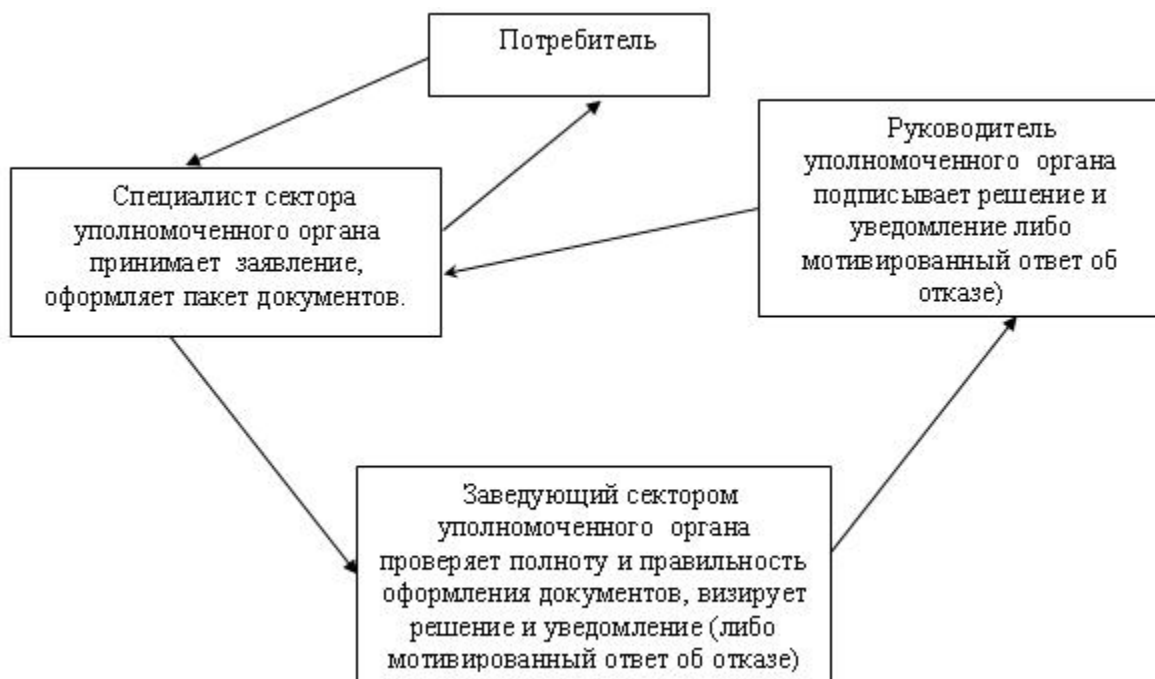 Потребитель
Специалист сектора
уполномоченного органа
принимает заявление,
оформляет пакет документов.
Руководитель
уполномоченного органа
подписывает решение и
уведомление либо
мотивированный ответ об
отказе)
Заведующий сектором
уполномоченного органа
проверяет полноту и правильность
оформления документов, визирует
решение и уведомление (либо
мотивированный ответ об отказе)